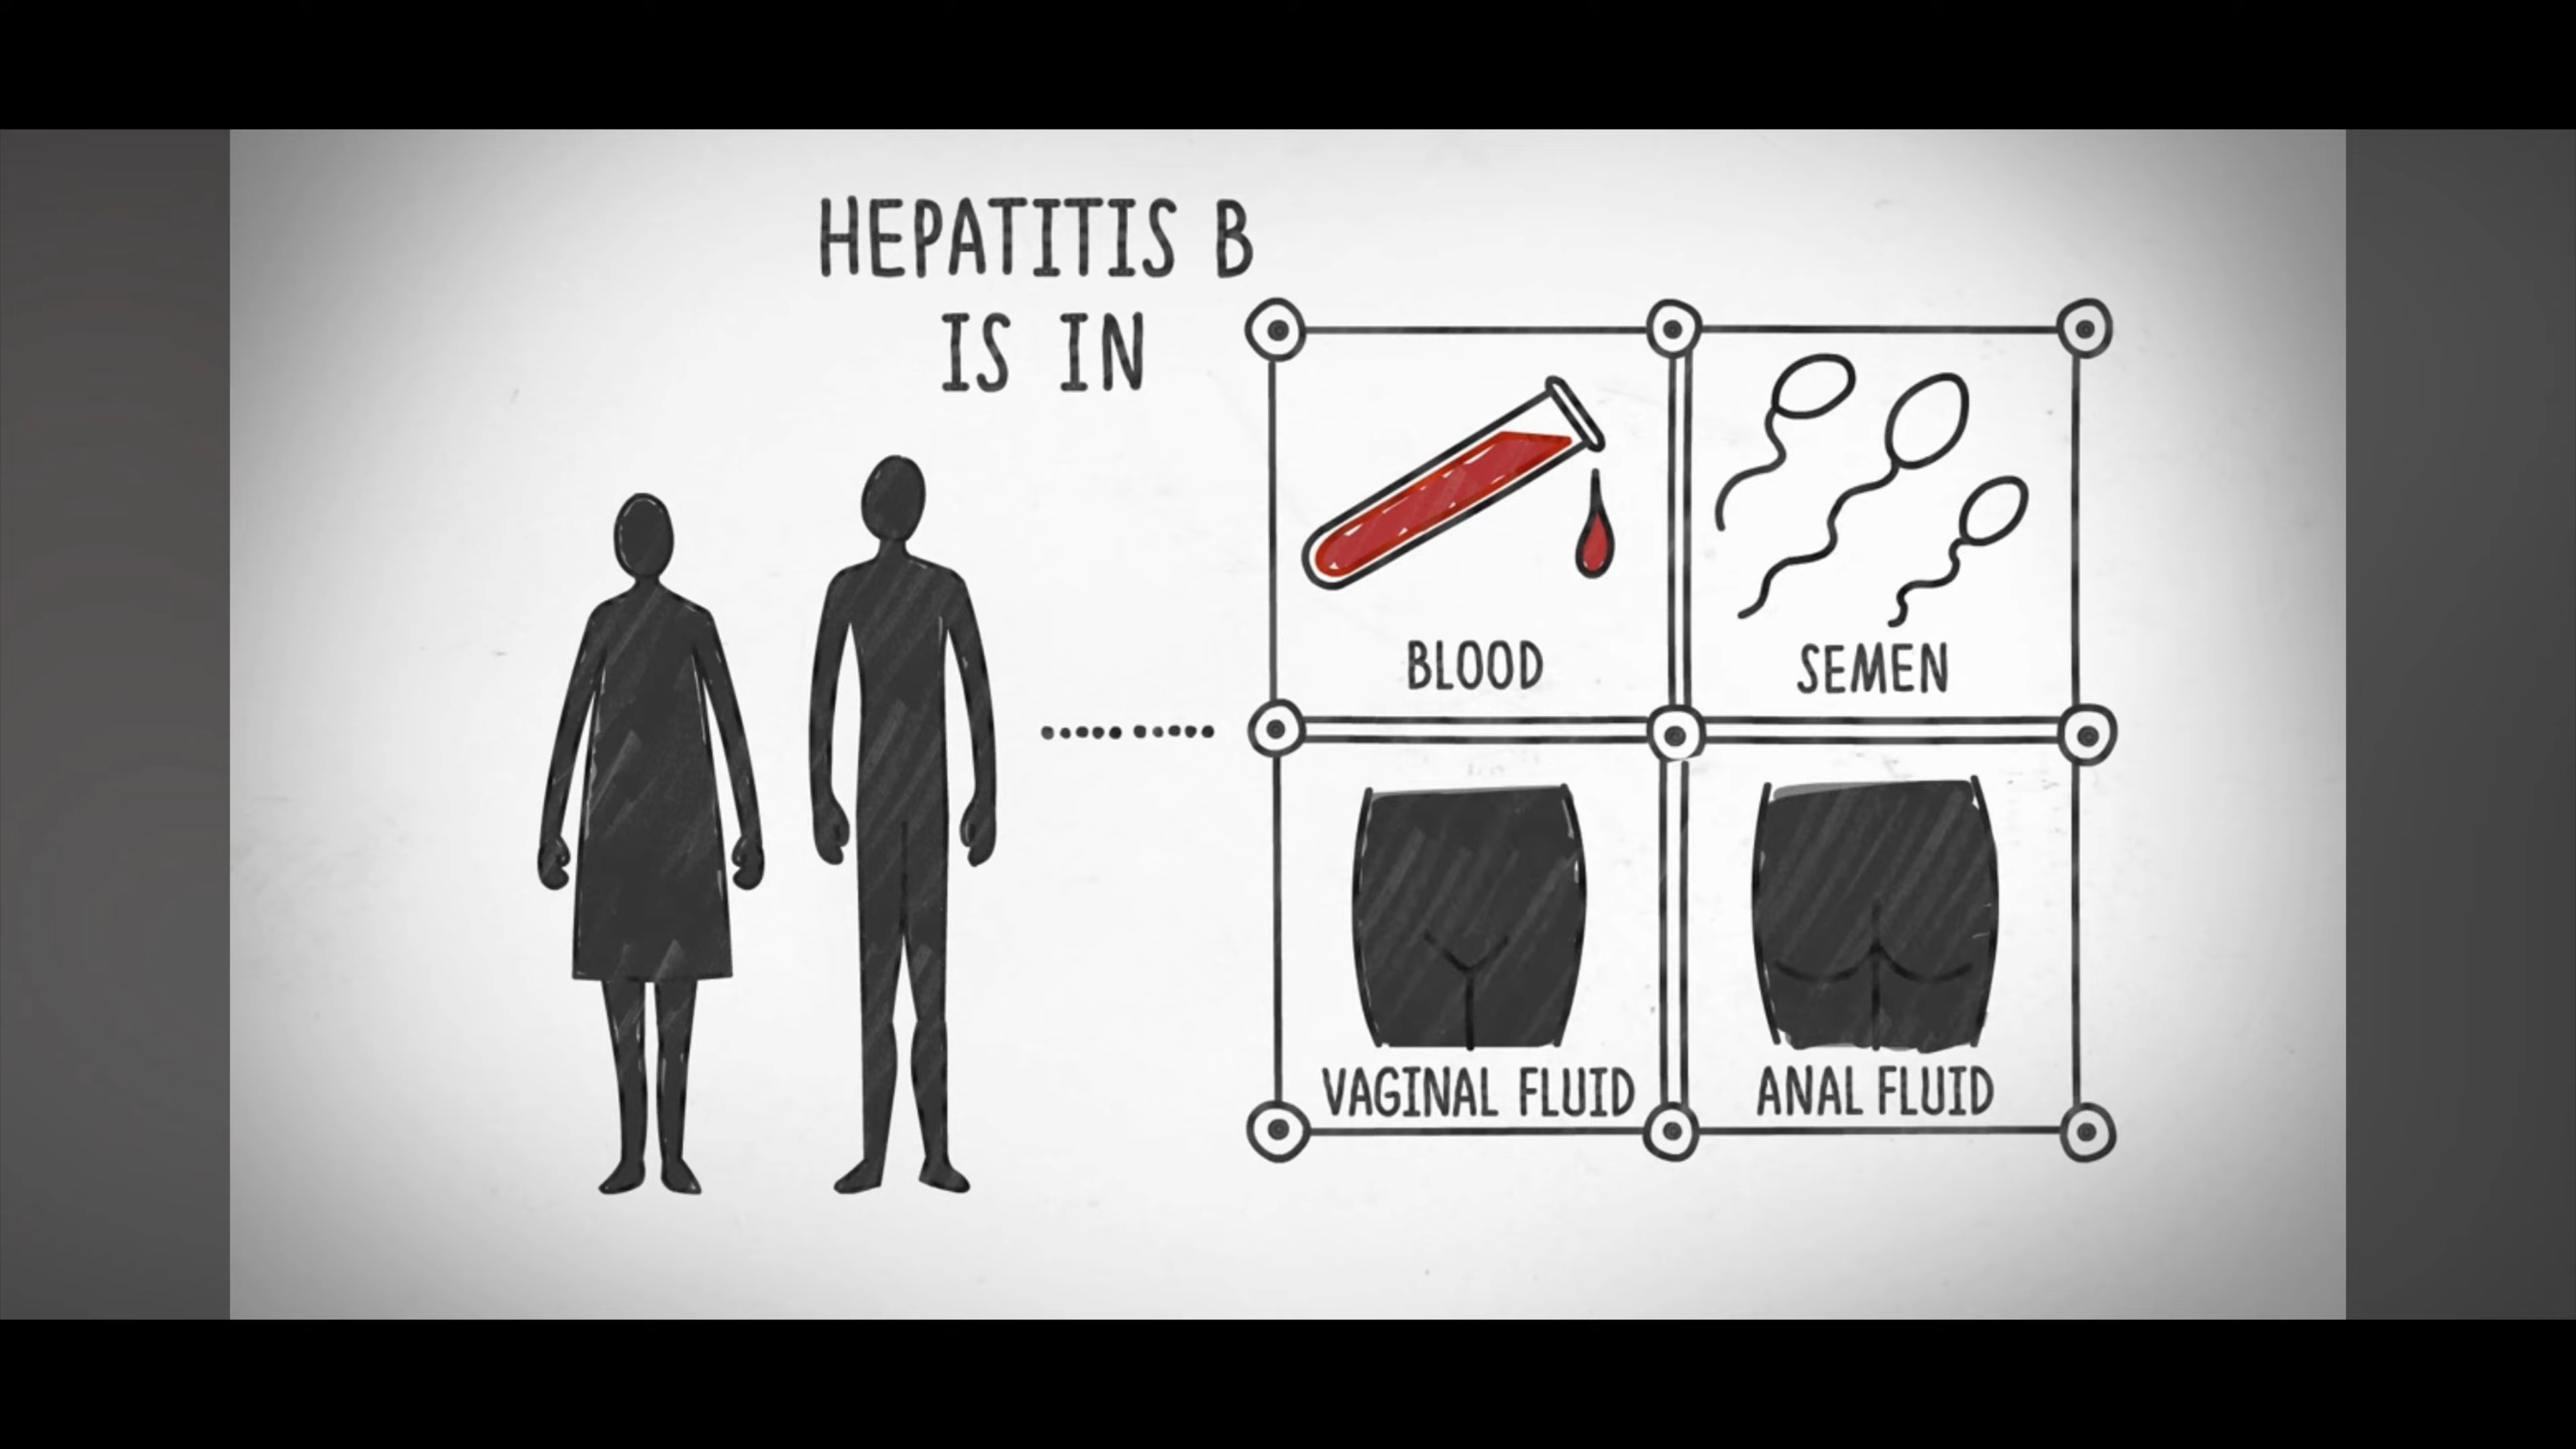 HEPATITIS B
IS IN
BLOOD
SEMEN
VAGINAL FLUID
ANAL FLUID